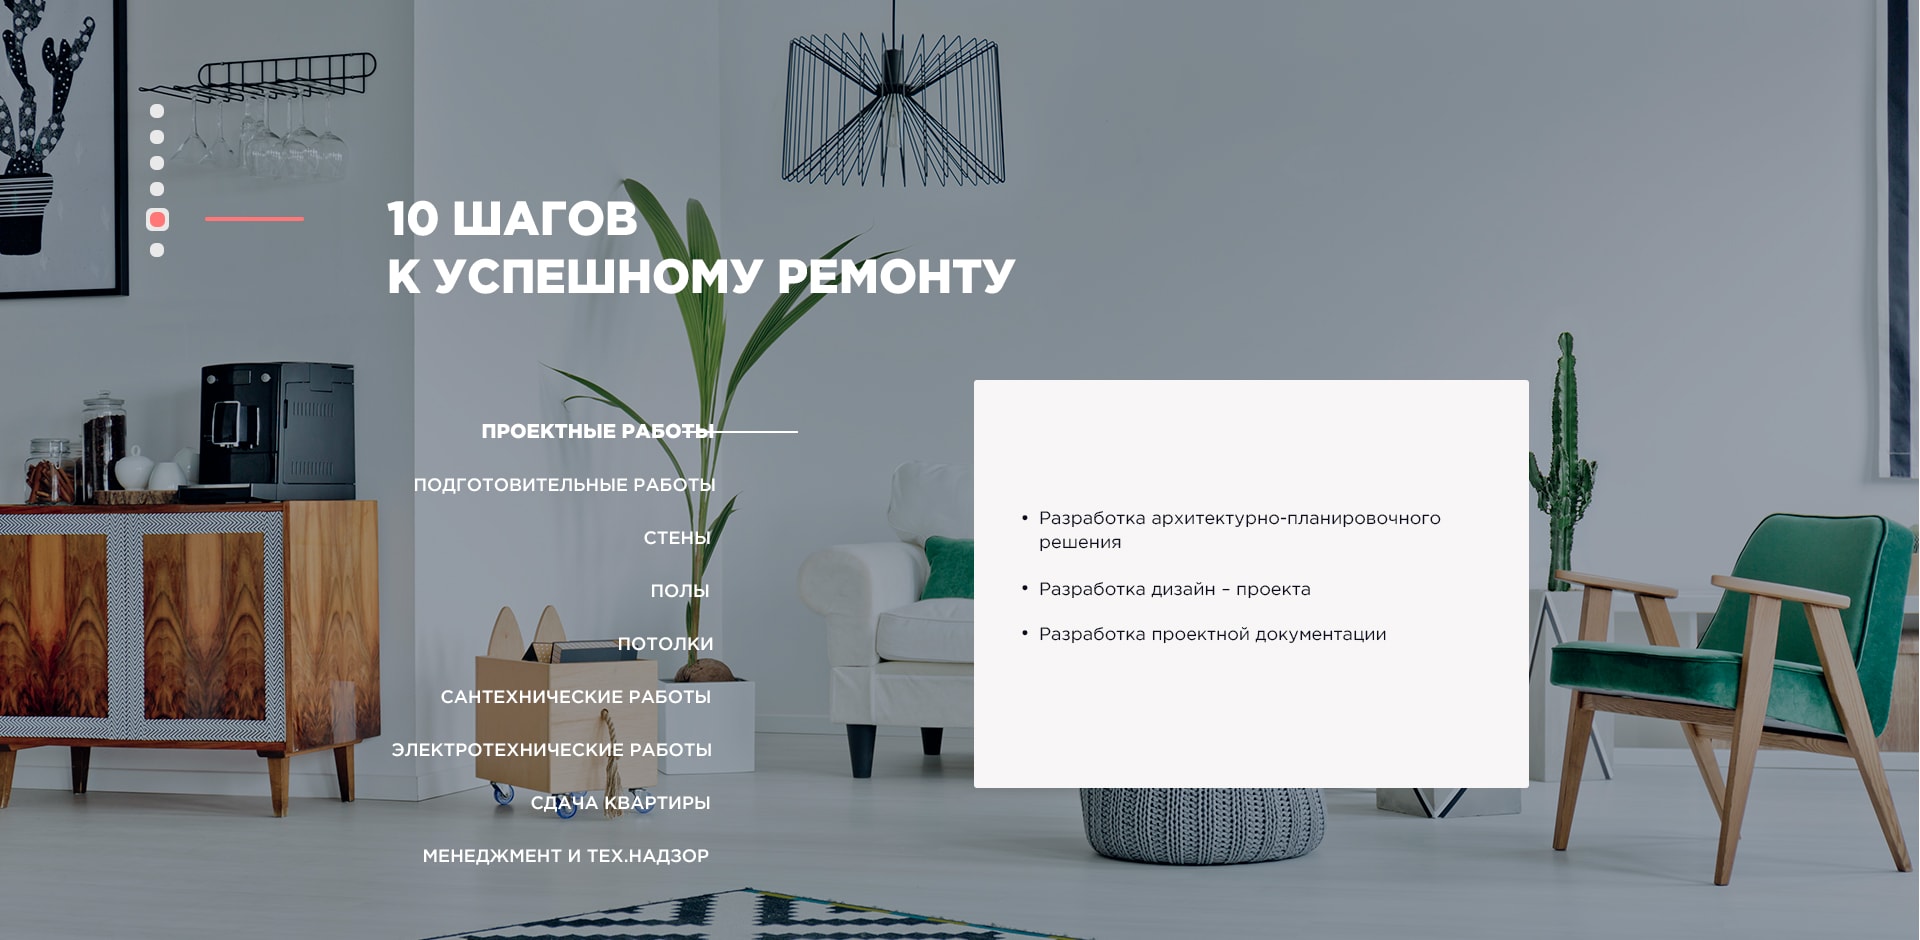 10 ШАГОВ
К УСПЕШНОМУ РЕМОНТУ
ПРОЕКТНЫЕ РАБОТЫ
ПОДГОТОВИТЕЛЬНЫЕ РАБОТЫ
СТЕНЫ
ПОЛЫ
ПОТОЛКИ
САНТЕХНИЧЕСКИЕ РАБОТЫ
ЭЛЕКТРОТЕХНИЧЕСКИЕ РАБОТЫ
СДАЧА КВАРТИРЫ
МЕНЕДЖМЕНТ И ТЕХ.НАДЗОР
• Разработка архитектурно-планировочного
решения
• Разработка дизайн – проекта
• Разработка проектной документации